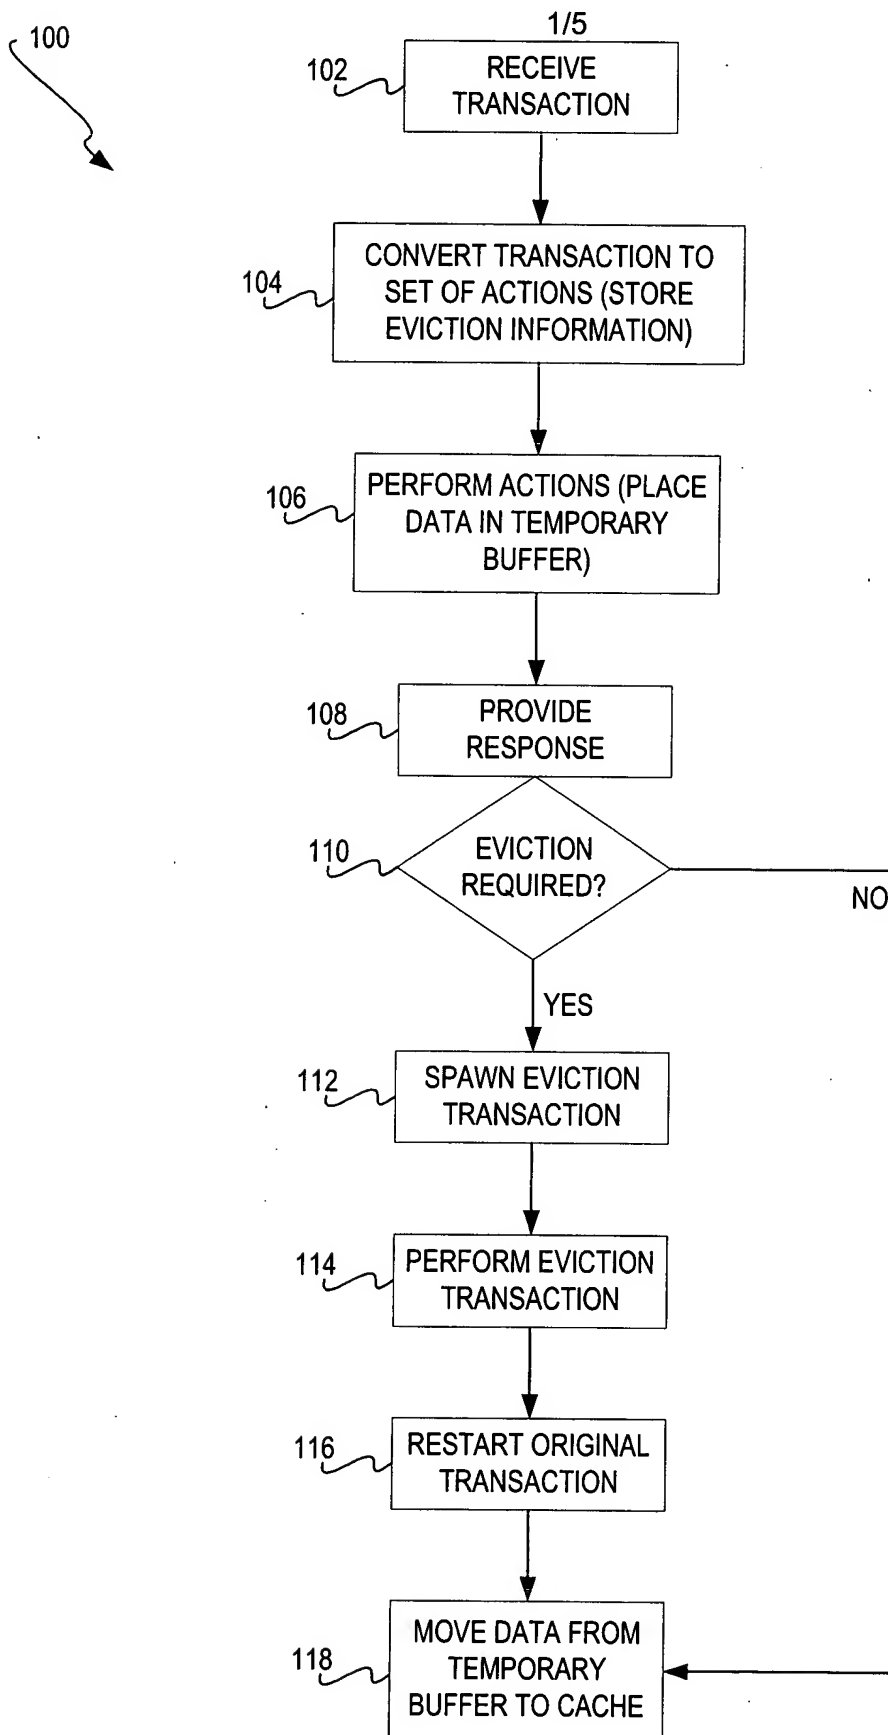 1/5
100
102
RECEIVE
TRANSACTION
104
CONVERT TRANSACTION TO
SET OF ACTIONS (STORE
EVICTION INFORMATION)
106
PERFORM ACTIONS (PLACE
DATA IN TEMPORARY
BUFFER)
108
PROVIDE
RESPONSE
110
EVICTION
REQUIRED?
NO
YES
112
SPAWN EVICTION
TRANSACTION
114
PERFORM EVICTION
TRANSACTION
116
RESTART ORIGINAL
TRANSACTION
118
MOVE DATA FROM
TEMPORARY
BUFFER TO CACHE